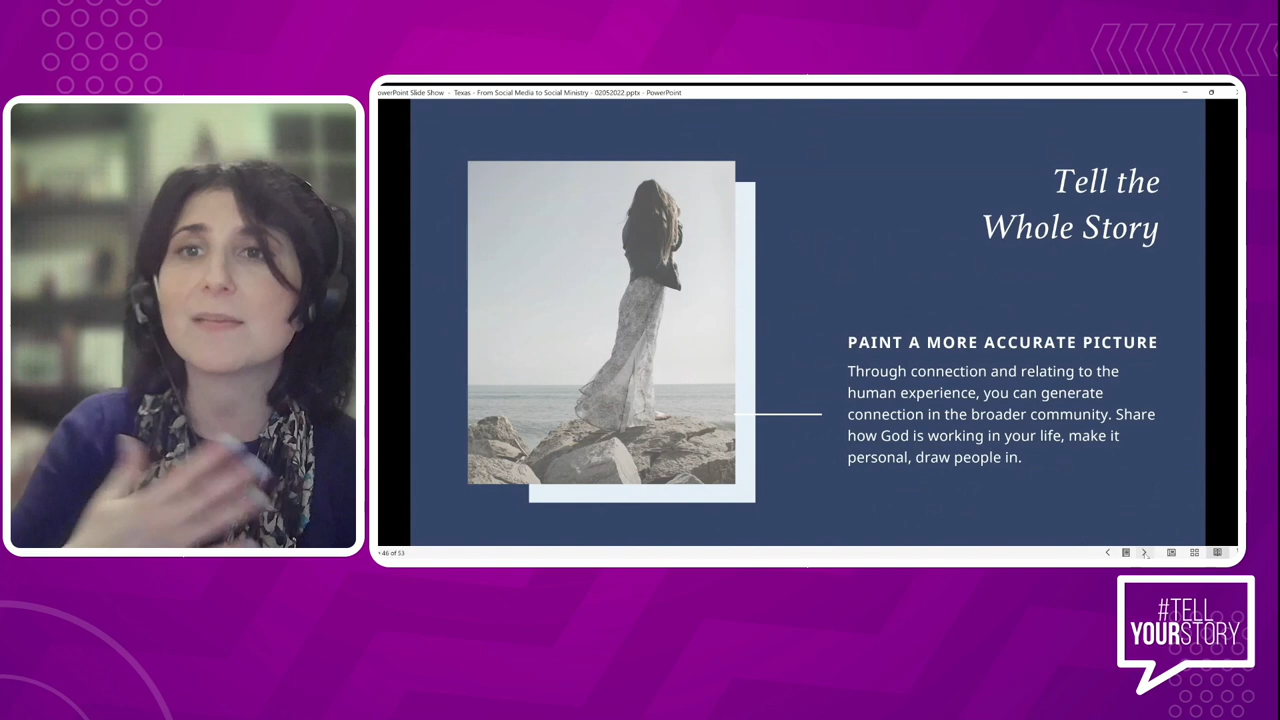 owerPoint Slide Show - Texas - From Social Media to Social Ministry - 02052022.pptx - PowerPoint
Tell the
Whole Story
PAINT A MORE ACCURATE PICTURE
Through connection and relating to the
human experience, you can generate
connection in the broader community. Share
how God is working in your life, make it
personal, draw people in.
46 of 53
#TELL
YOURSTORY